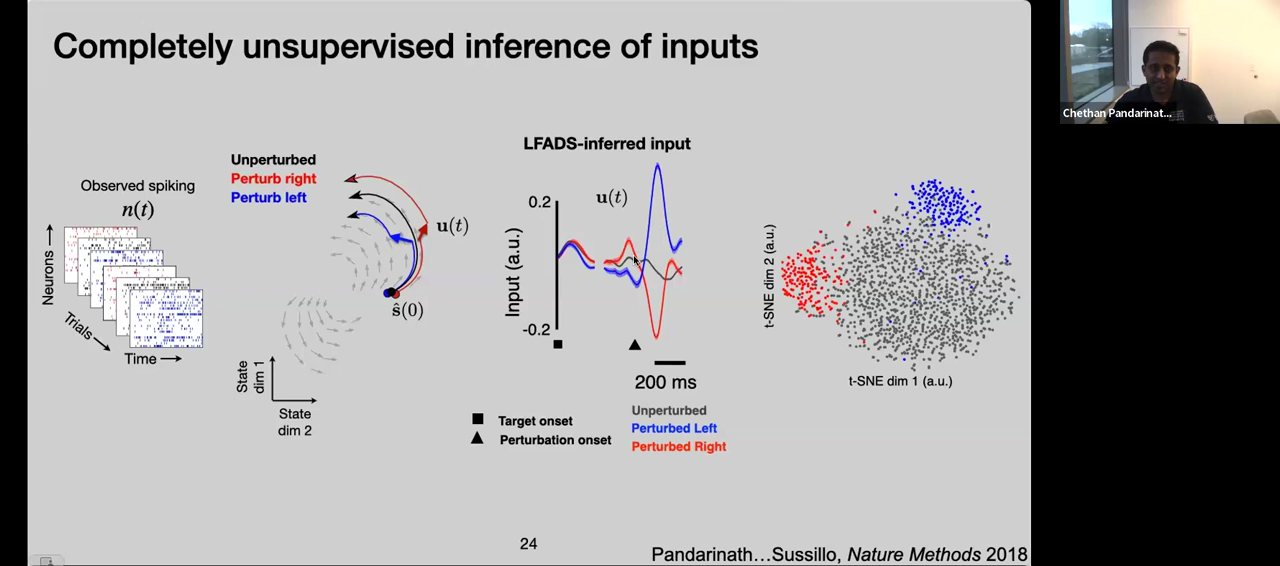 Completely unsupervised inference of inputs
Chethan Pandarinat...
Observed spiking
n(t)
Neurons
Trials
Time
Unperturbed
Perturb right
Perturb left
u(t)
ŝ(0)
State
dim 1
State
dim 2
LFADS-inferred input
u(t)
0.2
Input (a.u.)
-0.2
200 ms
Target onset
Perturbation onset
Unperturbed
Perturbed Left
Perturbed Right
t-SNE dim 2 (a.u.)
t-SNE dim 1 (a.u.)
24
Pandarinath...Sussillo, Nature Methods 2018